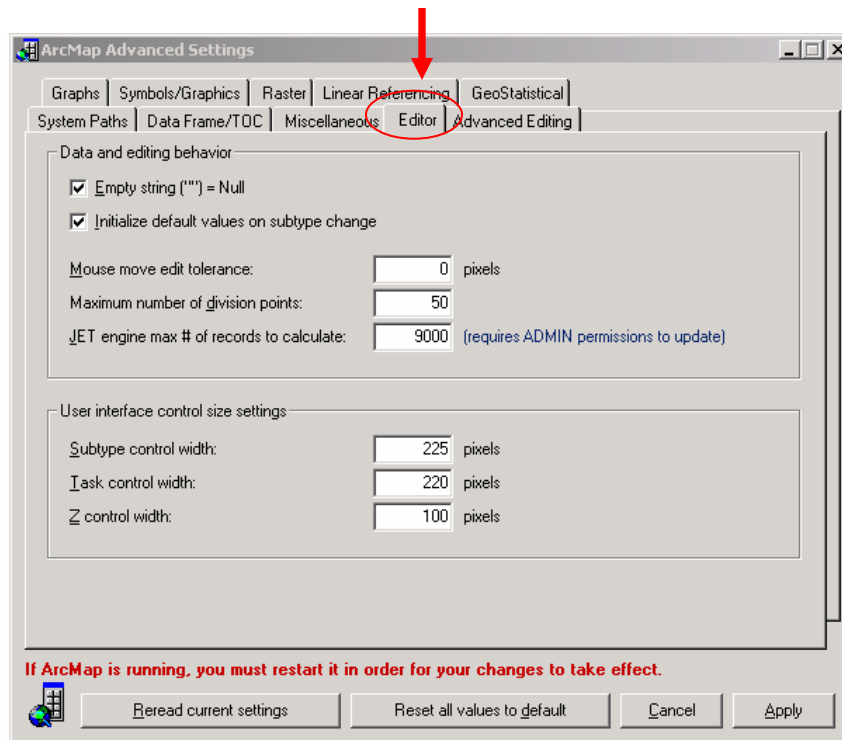 ArcMap Advanced Settings
Graphs Symbols/Graphics Raster Linear Referencing GeoStatistical
System Paths Data Frame/TOC Miscellaneous Editor Advanced Editing
Data and editing behavior
Empty string ("") = Null
Initialize default values on subtype change
Mouse move edit tolerance: 0 pixels
Maximum number of division points: 50
JET engine max # of records to calculate: 9000 (requires ADMIN permissions to update)
User interface control size settings
Subtype control width: 225 pixels
Task control width: 220 pixels
Z control width: 100 pixels
If ArcMap is running, you must restart it in order for your changes to take effect.
Reread current settings Reset all values to default Cancel Apply